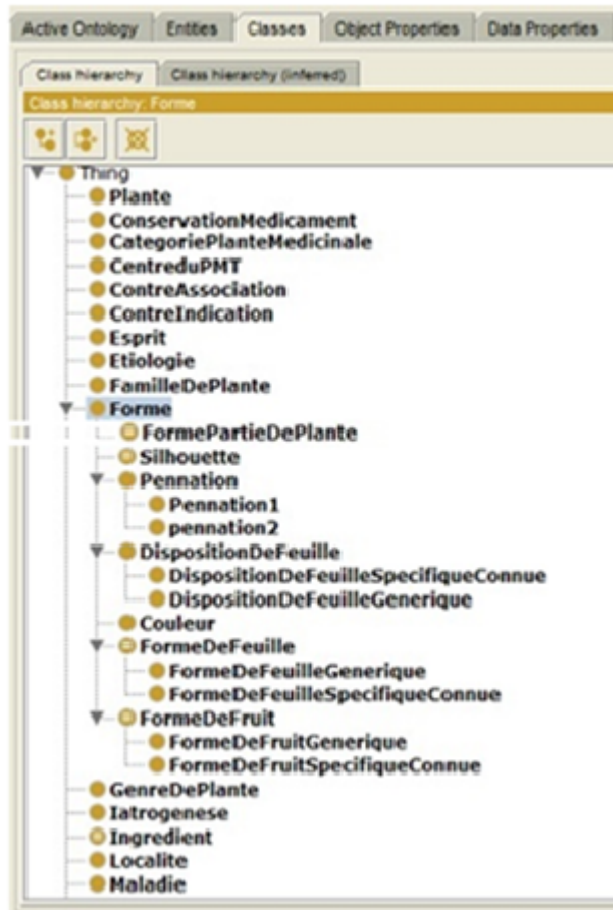 Active Ontology Entities Classes Object Properties Data Properties
Class hierarchy Class hierarchy (inferred)
Class hierarchy: Forme
Thing
Plante
ConservationMedicament
CategoriePlanteMedicinale
CentreduPMT
ContreAssociation
ContreIndication
Esprit
Etiologie
FamilleDePlante
Forme
FormePartieDePlante
Silhouette
Pennation
Pennation1
pennation2
DispositionDeFeuille
DispositionDeFeuilleSpecifiqueConnue
DispositionDeFeuilleGenerique
Couleur
FormeDeFeuille
FormeDeFeuilleGenerique
FormeDeFeuilleSpecifiqueConnue
FormeDeFruit
FormeDeFruitGenerique
FormeDeFruitSpecifiqueConnue
GenreDePlante
Iatrogenese
Ingredient
Localite
Maladie